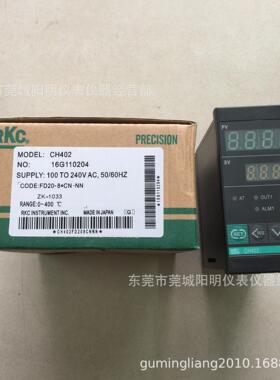 RKC
PRECISION
MODEL: CH402
NO: 16G110204
SUPPLY: 100 TO 240V AC, 50/60HZ
CODE: FD20-8*CN-NN
ZK-1033
RANGE: 0~400 ℃
RKC INSTRUMENT INC. MADE IN JAPAN
*CH402FD208CNNN*
PV
SV
AT
OUT1
ALM1
SET
CH402
东莞市莞城阳明仪表仪器经营部
gumingliang2010.1688